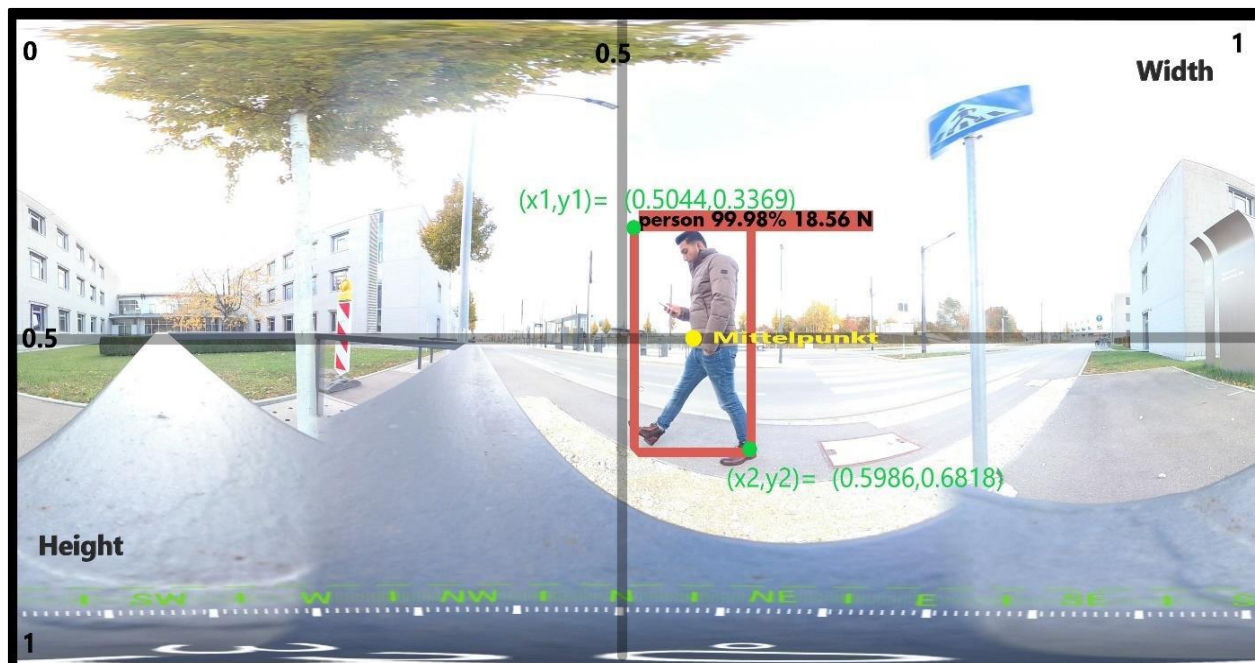 0
0.5
1
Width
(x1,y1)= (0.5044,0.3369)
person 99.98% 18.56 N
0.5
Mittelpunkt
(x2,y2)= (0.5986,0.6818)
Height
SW W NW N NE E SE S
1